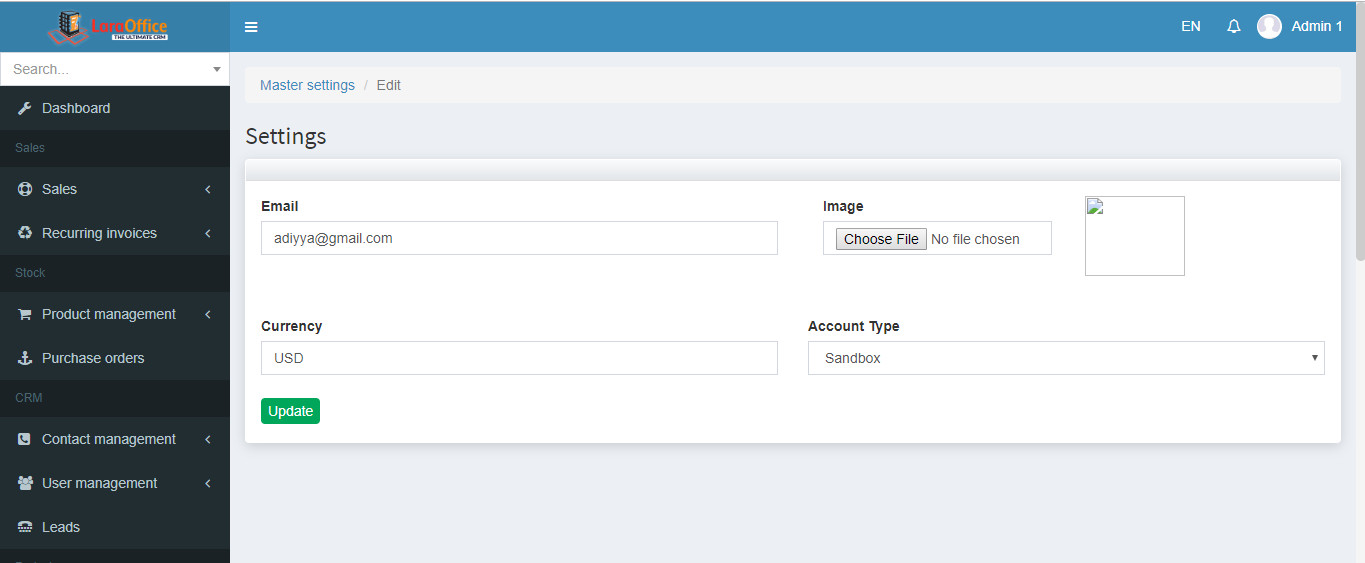 LaraOffice
THE ULTIMATE CRM
EN
Admin 1
Search...
Master settings / Edit
Dashboard
Settings
Sales
Sales
Recurring invoices
Stock
Product management
Purchase orders
CRM
Contact management
User management
Leads
Email
Image
adiyya@gmail.com
Choose File No file chosen
Currency
Account Type
USD
Sandbox
Update